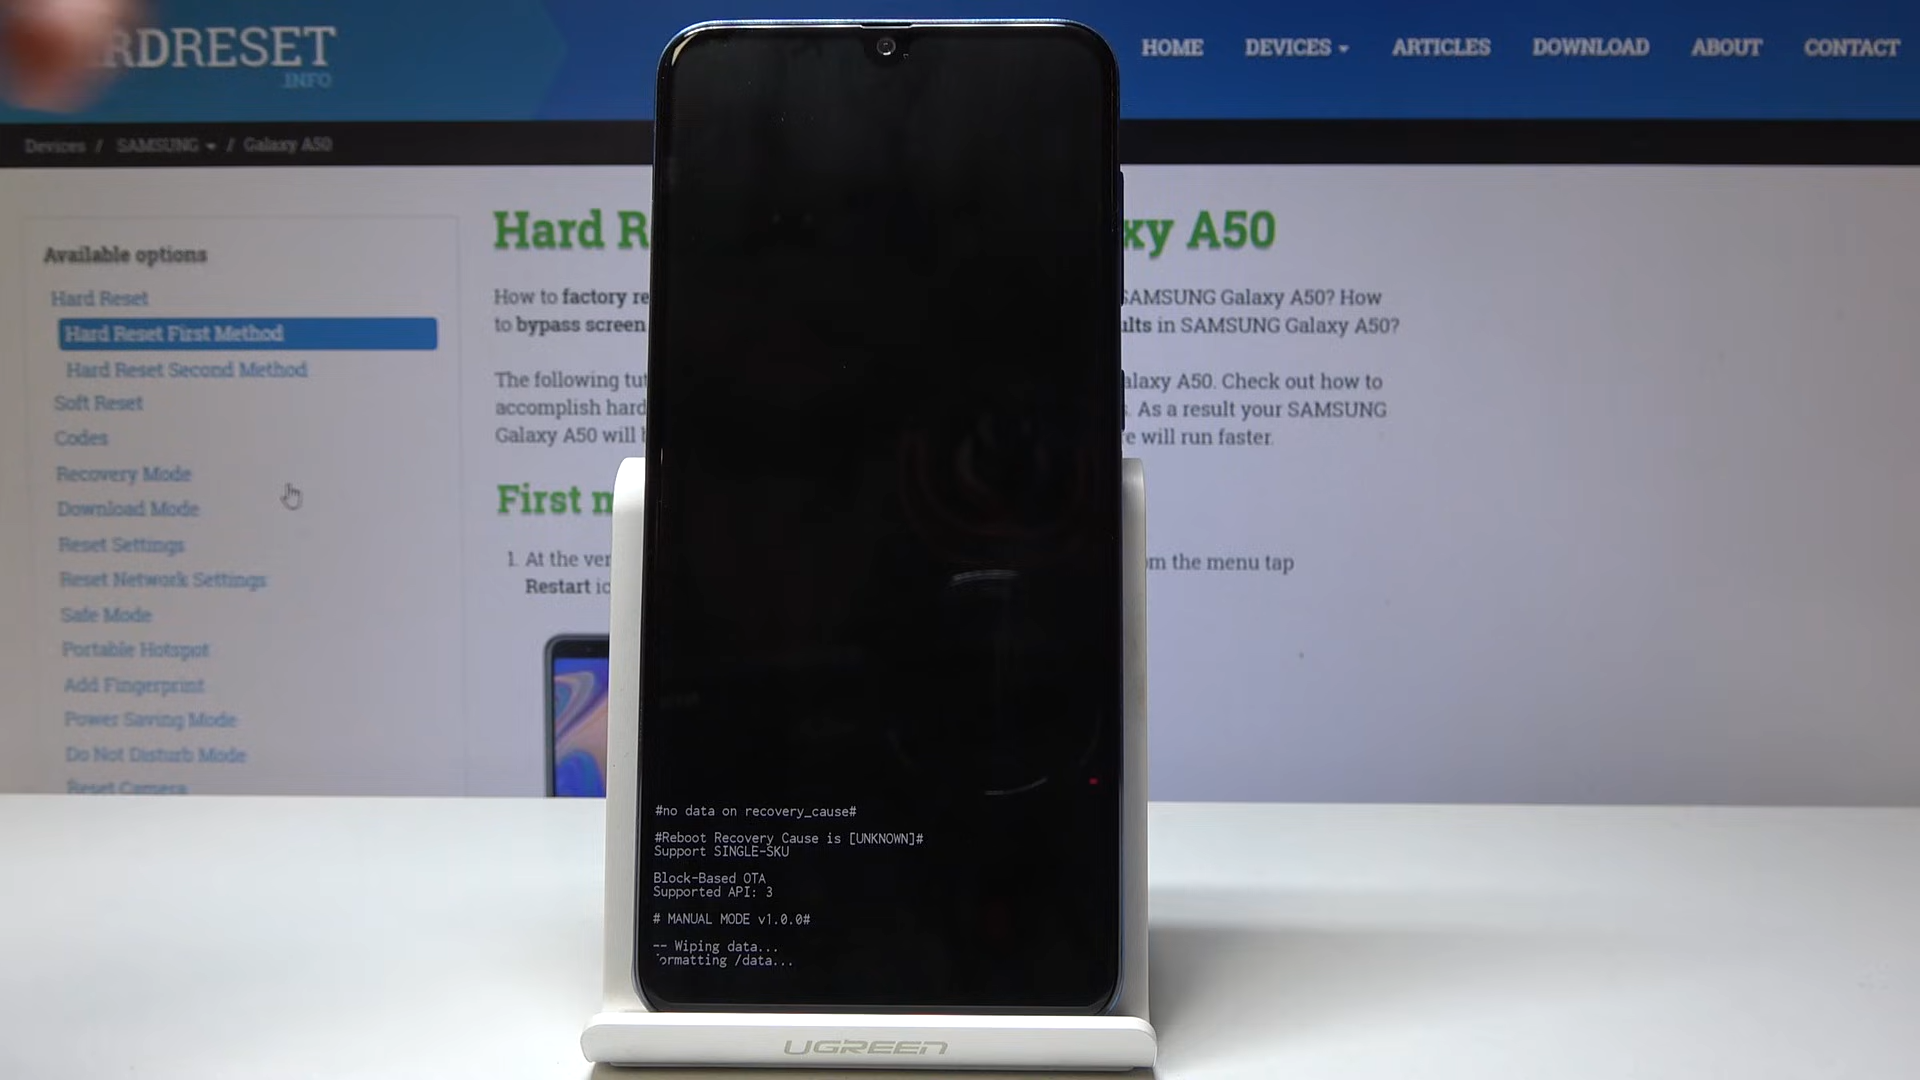 RDRESET
.INFO
HOME DEVICES ARTICLES DOWNLOAD ABOUT CONTACT
Devices / SAMSUNG / Galaxy A50
Available options
Hard Reset
Hard Reset First Method
Hard Reset Second Method
Soft Reset
Codes
Recovery Mode
Download Mode
Reset Settings
Reset Network Settings
Safe Mode
Portable Hotspot
Add Fingerprint
Power Saving Mode
Do Not Disturb Mode
Reset Camera
Hard R xy A50
How to factory re SAMSUNG Galaxy A50? How
to bypass screen ults in SAMSUNG Galaxy A50?
The following tut alaxy A50. Check out how to
accomplish hard . As a result your SAMSUNG
Galaxy A50 will re will run faster.
First m
1. At the ver om the menu tap
Restart ic
#no data on recovery_cause#
#Reboot Recovery Cause is [UNKNOWN]#
Support SINGLE-SKU
Block-Based OTA
Supported API: 3
# MANUAL MODE v1.0.0#
-- Wiping data...
ormatting /data...
UGREEN